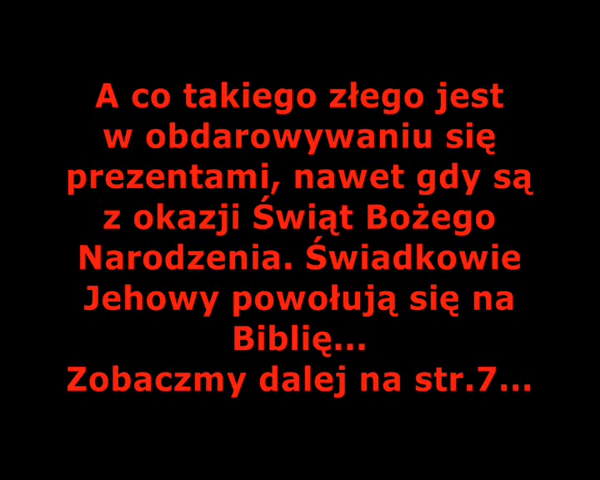 A co takiego złego jest
w obdarowywaniu się
prezentami, nawet gdy są
z okazji Świąt Bożego
Narodzenia. Świadkowie
Jehowy powołują się na
Biblię...
Zobaczmy dalej na str.7...